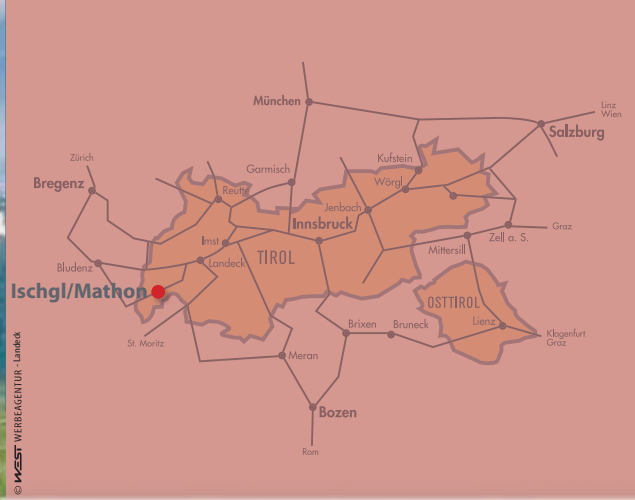 Linz
Wien
München
Salzburg
Zürich
Kufstein
Garmisch
Bregenz
Wörgl
Reutte
Jenbach
Innsbruck
Graz
Zell a. S.
Imst
Mittersill
TIROL
Landeck
Bludenz
Ischgl/Mathon
OSTTIROL
Lienz
Brixen
Bruneck
Klagenfurt
Graz
St. Moritz
Meran
Bozen
Rom
© WEST WERBEAGENTUR - Landeck